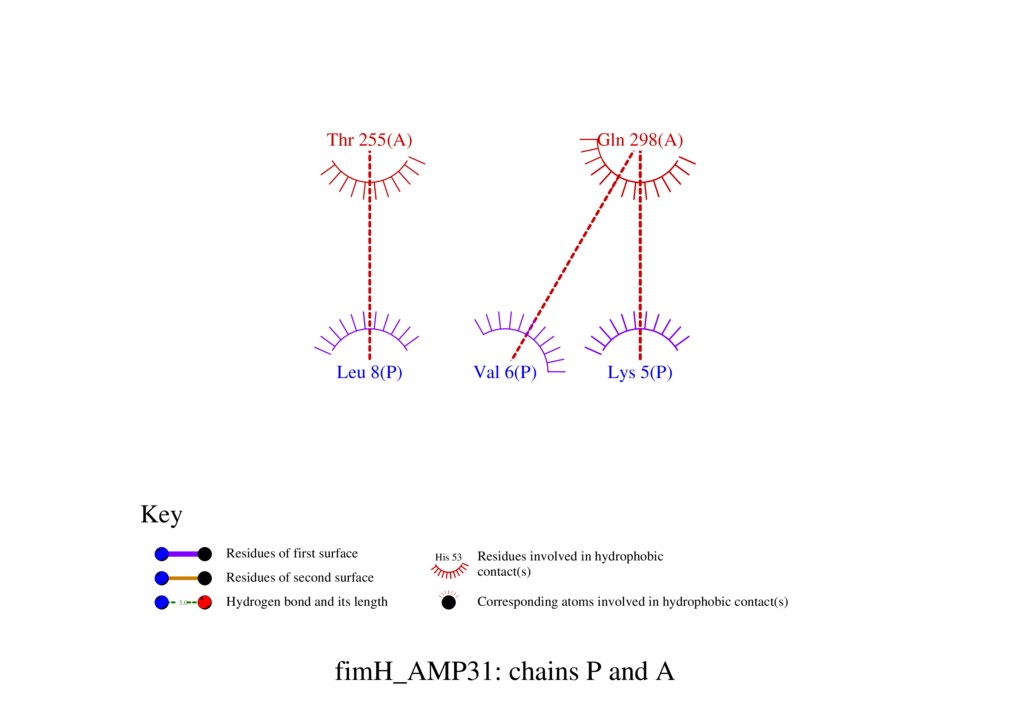 Thr 255(A)
Gln 298(A)
Leu 8(P)
Val 6(P)
Lys 5(P)
Key
Residues of first surface
Residues of second surface
3.0
Hydrogen bond and its length
His 53
Residues involved in hydrophobic
contact(s)
Corresponding atoms involved in hydrophobic contact(s)
fimH_AMP31: chains P and A